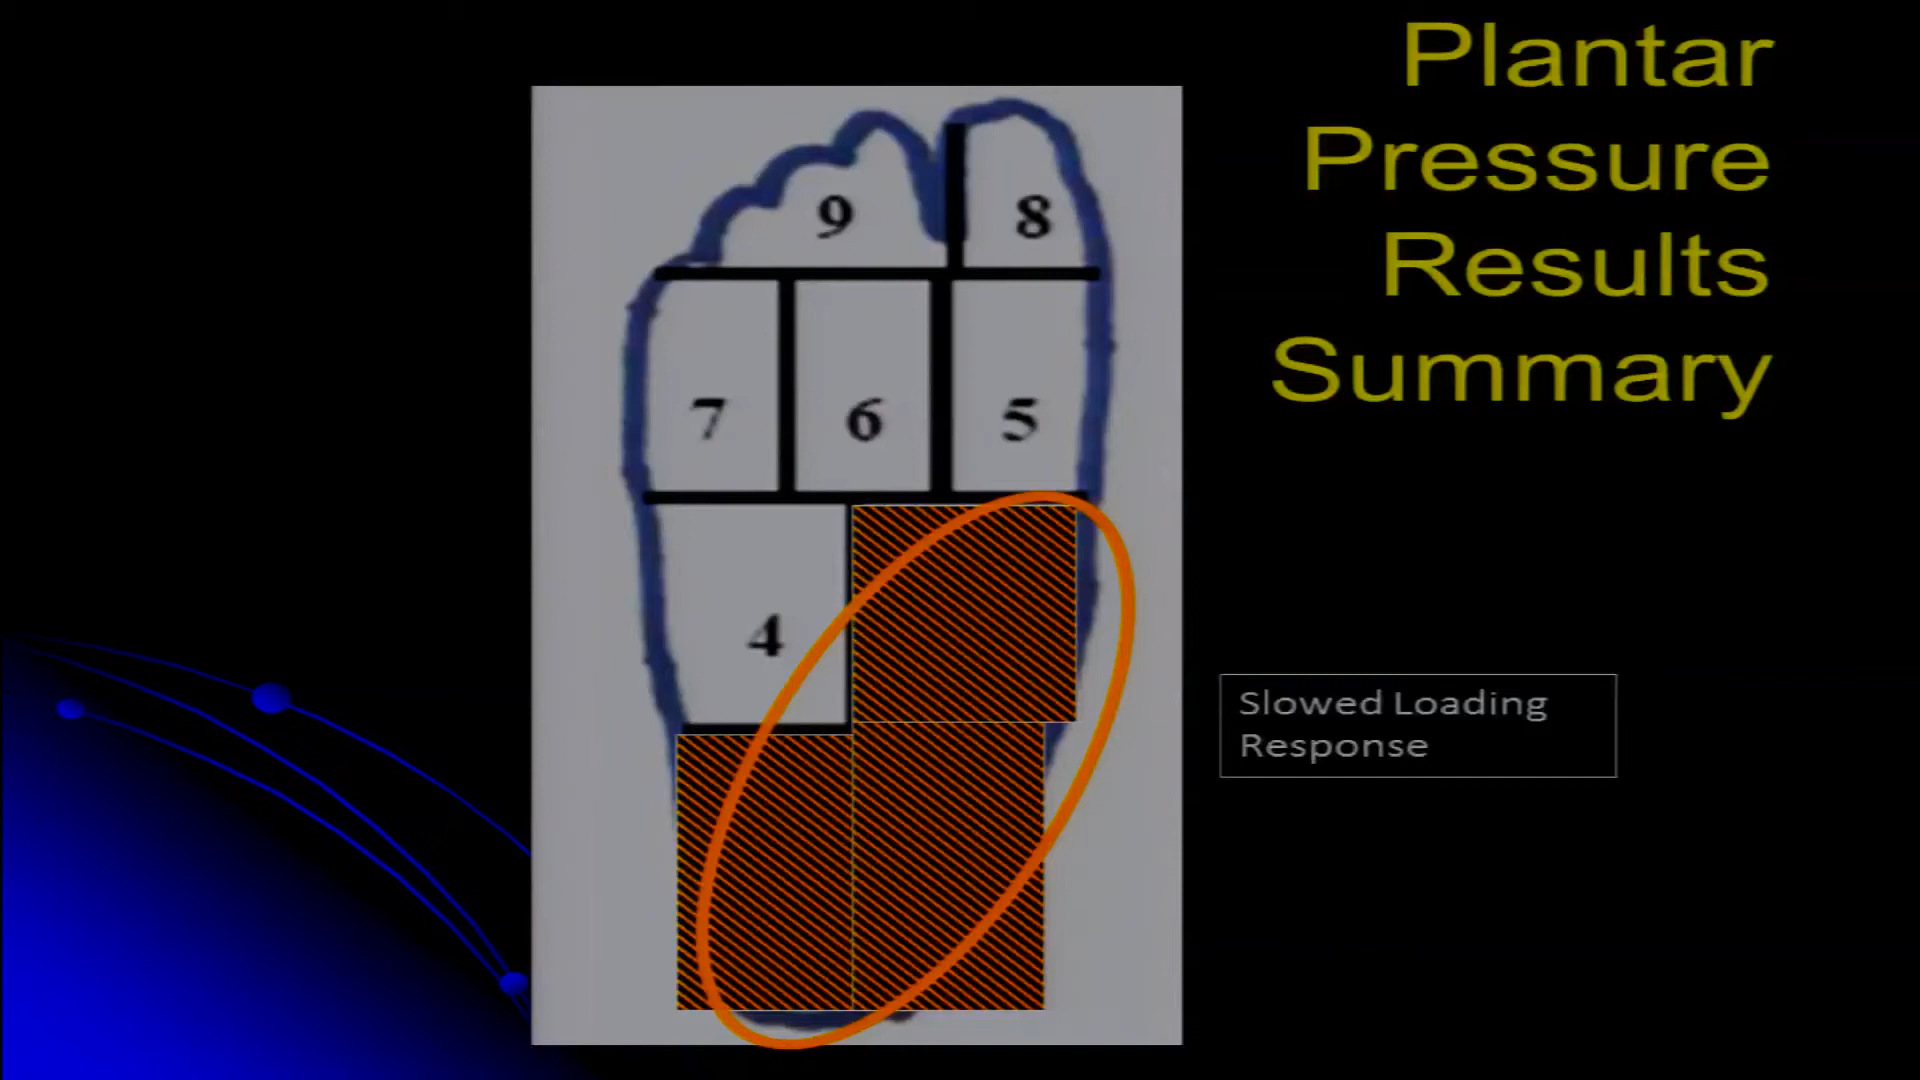 Plantar
Pressure
Results
Summary
9
8
7
6
5
4
Slowed Loading
Response